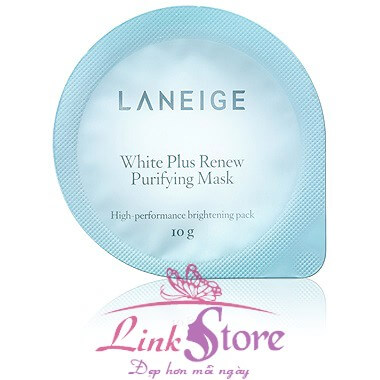 LANEIGE
White Plus Renew
Purifying Mask
High-performance brightening pack
10 g
Link Store
Đẹp hơn mỗi ngày